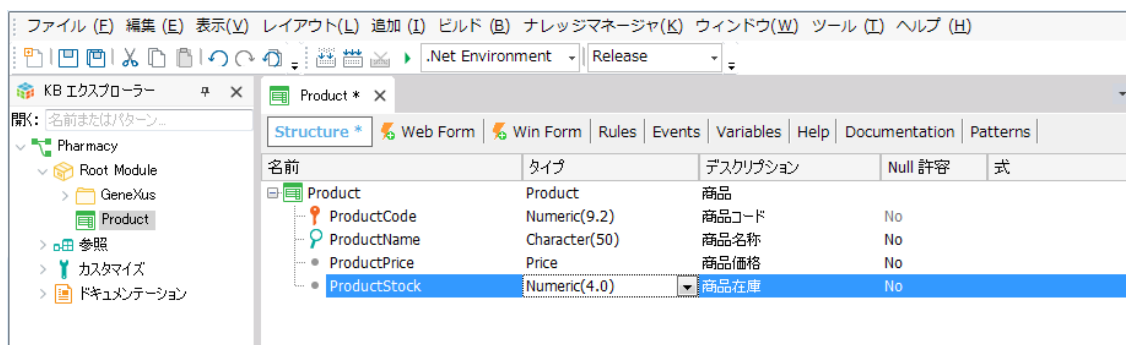 ファイル (F) 編集 (E) 表示(V) レイアウト(L) 追加 (I) ビルド (B) ナレッジマネージャ(K) ウィンドウ(W) ツール (T) ヘルプ (H)
.Net Environment Release
KB エクスプローラー
Product *
開く: 名前またはパターン...
Structure * Web Form Win Form Rules Events Variables Help Documentation Patterns
Pharmacy
Root Module
GeneXus
Product
参照
カスタマイズ
ドキュメンテーション
名前 タイプ デスクリプション Null 許容 式
Product Product 商品
ProductCode Numeric(9.2) 商品コード No
ProductName Character(50) 商品名称 No
ProductPrice Price 商品価格 No
ProductStock Numeric(4.0) 商品在庫 No